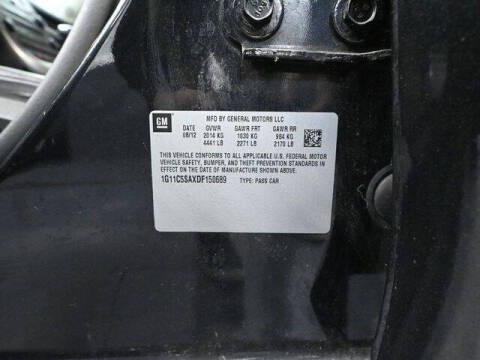 GM
MFD BY GENERAL MOTORS LLC
DATE GVWR GAWR FRT GAWR RR
08/12 2014 KG 1030 KG 984 KG
4441 LB 2271 LB 2170 LB
THIS VEHICLE CONFORMS TO ALL APPLICABLE U.S. FEDERAL MOTOR
VEHICLE SAFETY, BUMPER, AND THEFT PREVENTION STANDARDS IN
EFFECT ON THE DATE OF MANUFACTURE SHOWN ABOVE.
1G11C5SAXDF150689 TYPE: PASS CAR